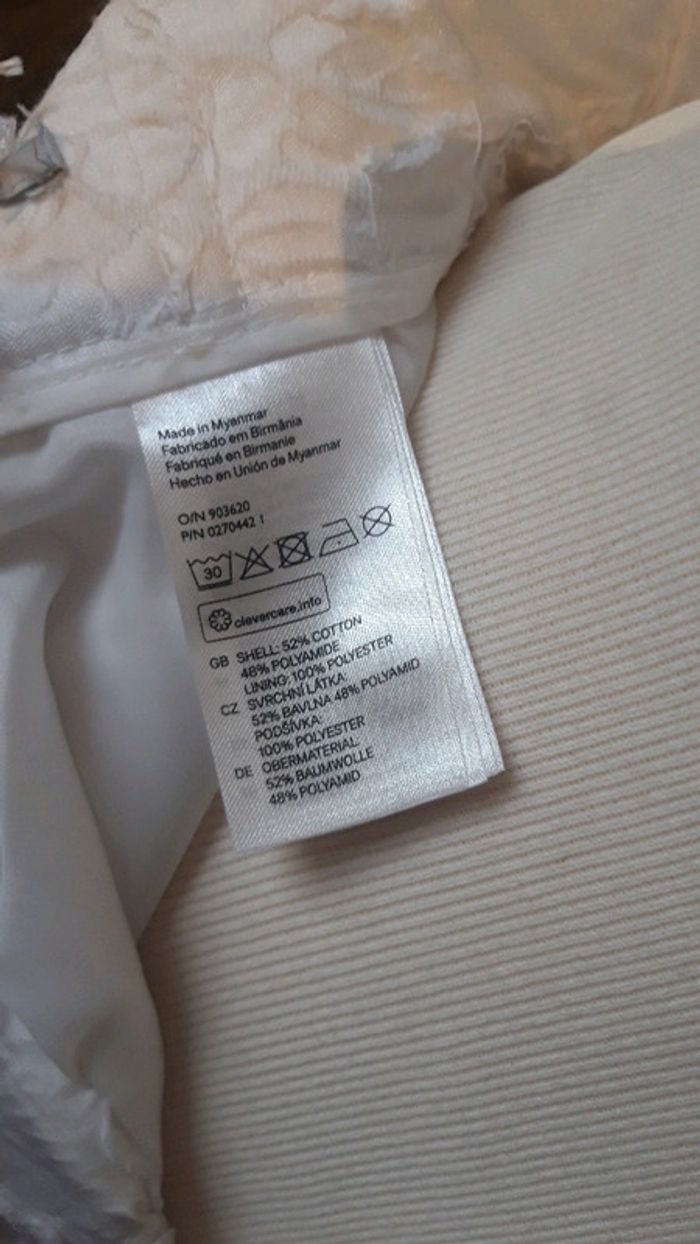 Made in Myanmar
Fabricado em Birmânia
Fabriqué en Birmanie
Hecho en Unión de Myanmar
O/N 903620
P/N 0270442 1
30
clevercare.info
GB SHELL: 52% COTTON
48% POLYAMIDE
LINING: 100% POLYESTER
CZ SVRCHNÍ LÁTKA
52% BAVLNA 48% POLYAMID
PODŠÍVKA:
100% POLYESTER
DE OBERMATERIAL
52% BAUMWOLLE
48% POLYAMID